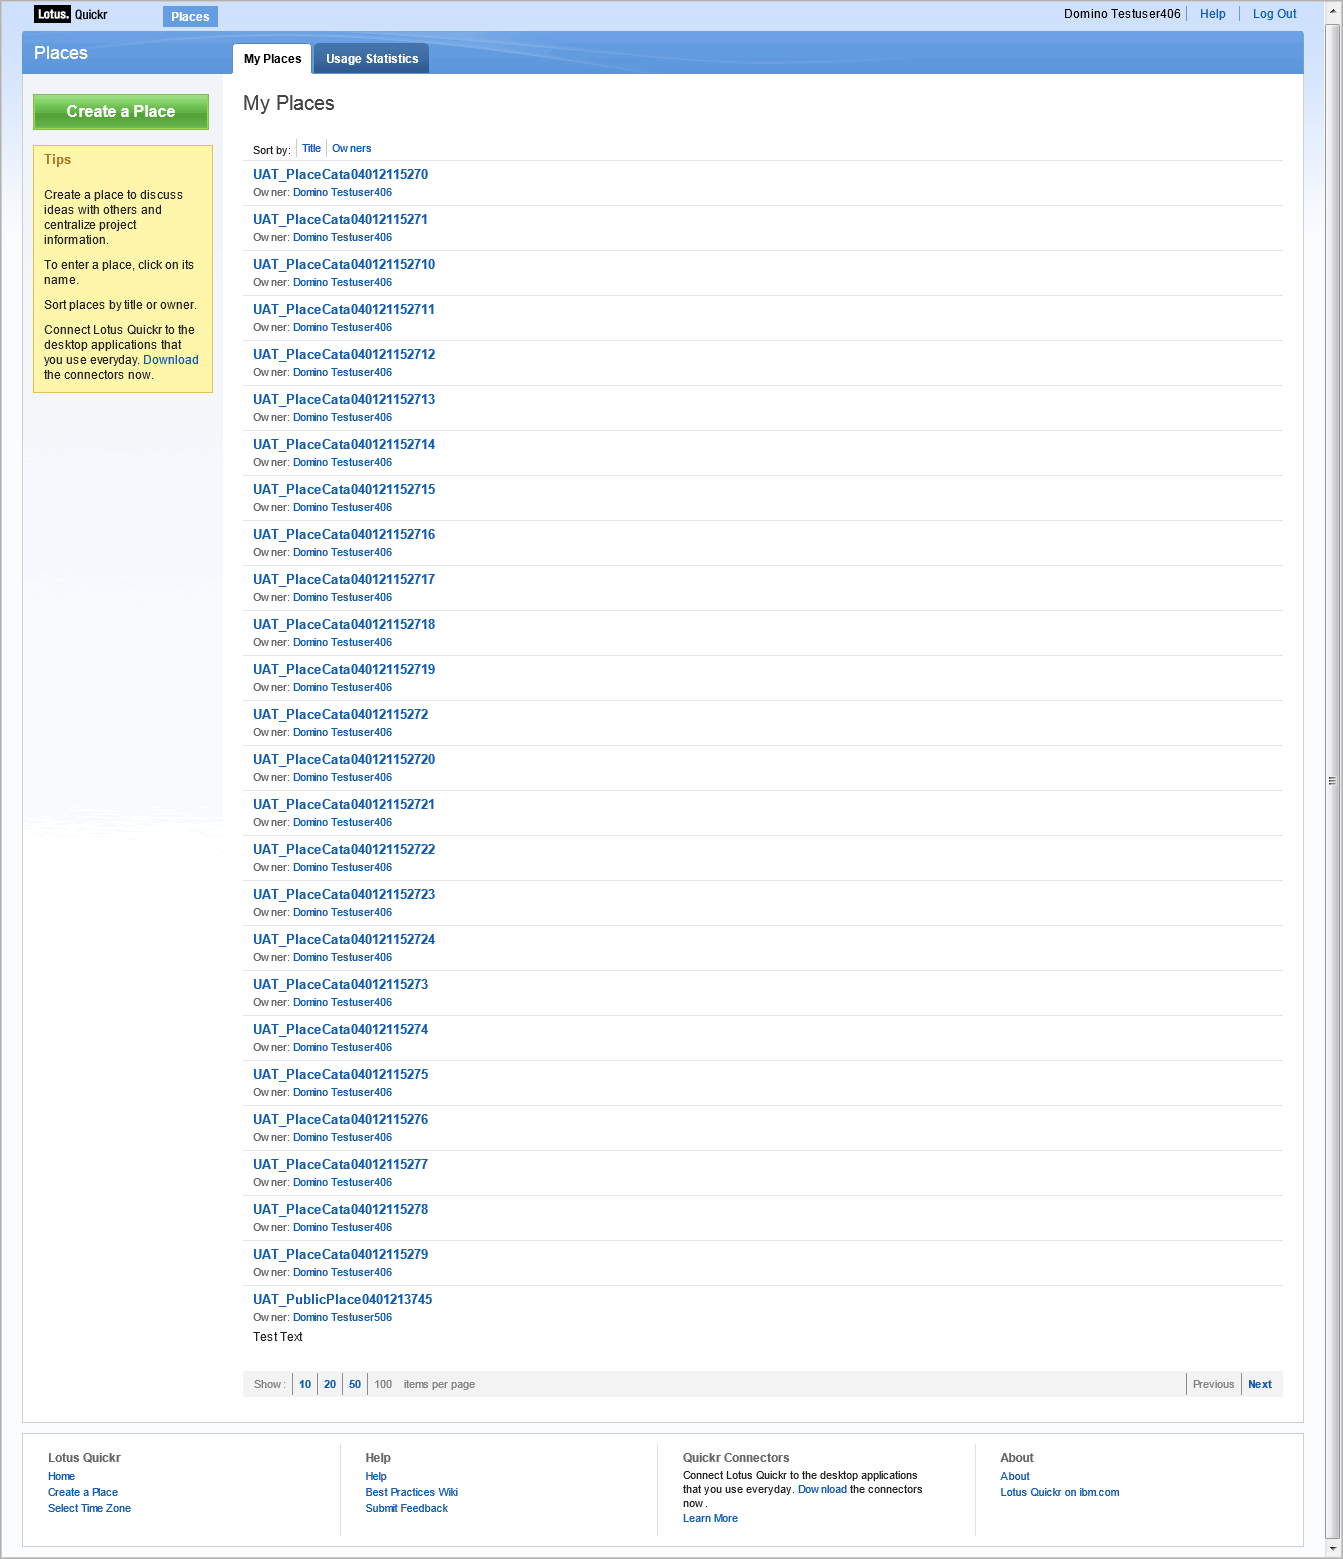 Lotus. Quickr
Places
Domino Testuser406
Help
Log Out
Places
My Places
Usage Statistics
Create a Place
Tips
Create a place to discuss
ideas with others and
centralize project
information.
To enter a place, click on its
name.
Sort places by title or owner.
Connect Lotus Quickr to the
desktop applications that
you use everyday. Download
the connectors now.
My Places
Sort by: Title Owners
UAT_PlaceCata04012115270
Owner: Domino Testuser406
UAT_PlaceCata04012115271
Owner: Domino Testuser406
UAT_PlaceCata040121152710
Owner: Domino Testuser406
UAT_PlaceCata040121152711
Owner: Domino Testuser406
UAT_PlaceCata040121152712
Owner: Domino Testuser406
UAT_PlaceCata040121152713
Owner: Domino Testuser406
UAT_PlaceCata040121152714
Owner: Domino Testuser406
UAT_PlaceCata040121152715
Owner: Domino Testuser406
UAT_PlaceCata040121152716
Owner: Domino Testuser406
UAT_PlaceCata040121152717
Owner: Domino Testuser406
UAT_PlaceCata040121152718
Owner: Domino Testuser406
UAT_PlaceCata040121152719
Owner: Domino Testuser406
UAT_PlaceCata04012115272
Owner: Domino Testuser406
UAT_PlaceCata040121152720
Owner: Domino Testuser406
UAT_PlaceCata040121152721
Owner: Domino Testuser406
UAT_PlaceCata040121152722
Owner: Domino Testuser406
UAT_PlaceCata040121152723
Owner: Domino Testuser406
UAT_PlaceCata040121152724
Owner: Domino Testuser406
UAT_PlaceCata04012115273
Owner: Domino Testuser406
UAT_PlaceCata04012115274
Owner: Domino Testuser406
UAT_PlaceCata04012115275
Owner: Domino Testuser406
UAT_PlaceCata04012115276
Owner: Domino Testuser406
UAT_PlaceCata04012115277
Owner: Domino Testuser406
UAT_PlaceCata04012115278
Owner: Domino Testuser406
UAT_PlaceCata04012115279
Owner: Domino Testuser406
UAT_PublicPlace0401213745
Owner: Domino Testuser506
Test Text
Show: 10 20 50 100 items per page
Previous Next
Lotus Quickr
Home
Create a Place
Select Time Zone
Help
Help
Best Practices Wiki
Submit Feedback
Quickr Connectors
Connect Lotus Quickr to the desktop applications
that you use everyday. Download the connectors
now.
Learn More
About
About
Lotus Quickr on ibm.com